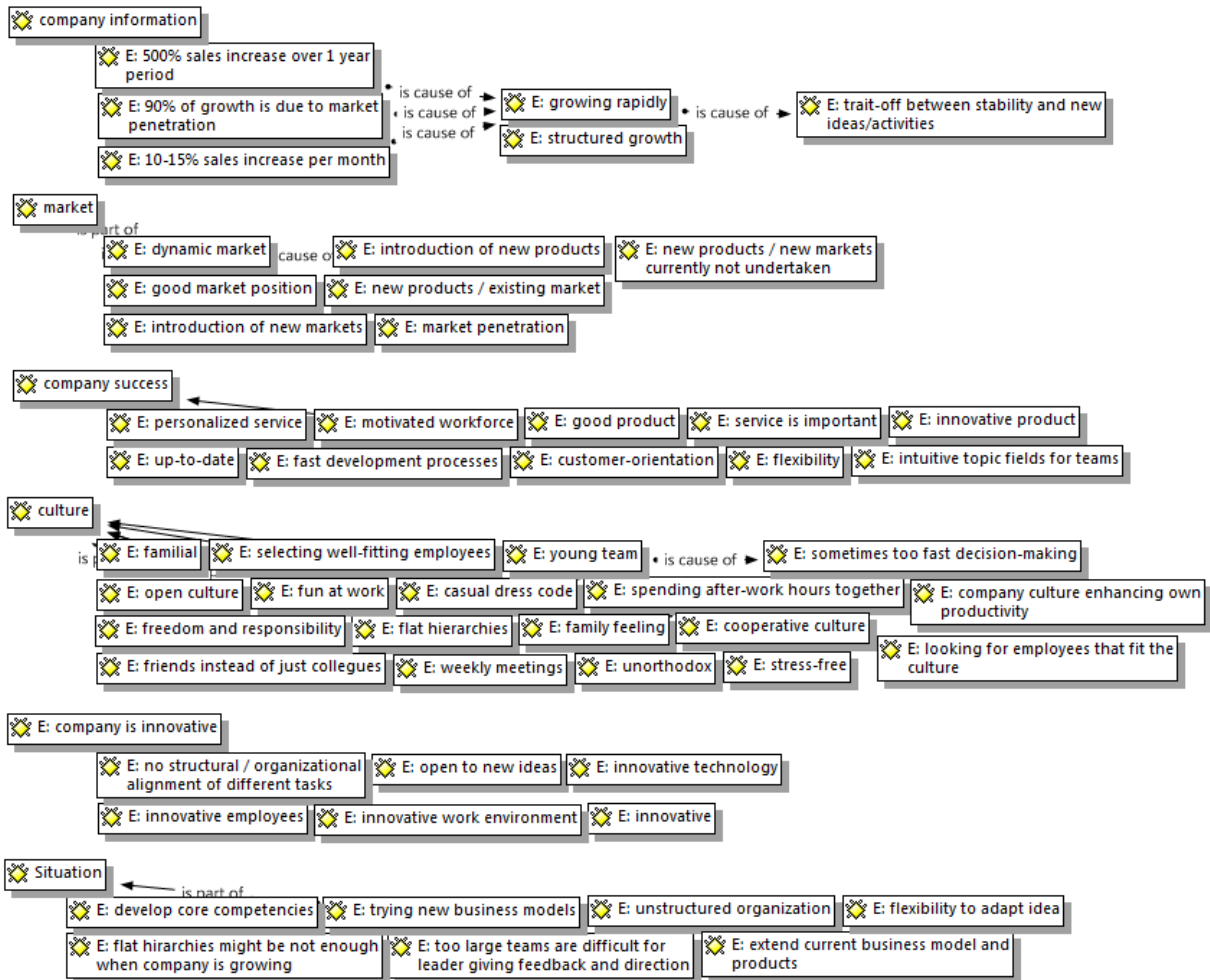 company information
E: 500% sales increase over 1 year
period
is cause of
E: 90% of growth is due to market
penetration
is cause of
E: growing rapidly
is cause of
E: trait-off between stability and new
ideas/activities
is cause of
E: structured growth
E: 10-15% sales increase per month
market
is part of
E: dynamic market
cause o
E: introduction of new products
E: new products / new markets
currently not undertaken
E: good market position
E: new products / existing market
E: introduction of new markets
E: market penetration
company success
E: personalized service
E: motivated workforce
E: good product
E: service is important
E: innovative product
E: up-to-date
E: fast development processes
E: customer-orientation
E: flexibility
E: intuitive topic fields for teams
culture
is p
E: familial
E: selecting well-fitting employees
E: young team
is cause of
E: sometimes too fast decision-making
E: open culture
E: fun at work
E: casual dress code
E: spending after-work hours together
E: company culture enhancing own
productivity
E: freedom and responsibility
E: flat hierarchies
E: family feeling
E: cooperative culture
E: looking for employees that fit the
culture
E: friends instead of just collegues
E: weekly meetings
E: unorthodox
E: stress-free
E: company is innovative
E: no structural / organizational
alignment of different tasks
E: open to new ideas
E: innovative technology
E: innovative employees
E: innovative work environment
E: innovative
Situation
is part of
E: develop core competencies
E: trying new business models
E: unstructured organization
E: flexibility to adapt idea
E: flat hirarchies might be not enough
when company is growing
E: too large teams are difficult for
leader giving feedback and direction
E: extend current business model and
products